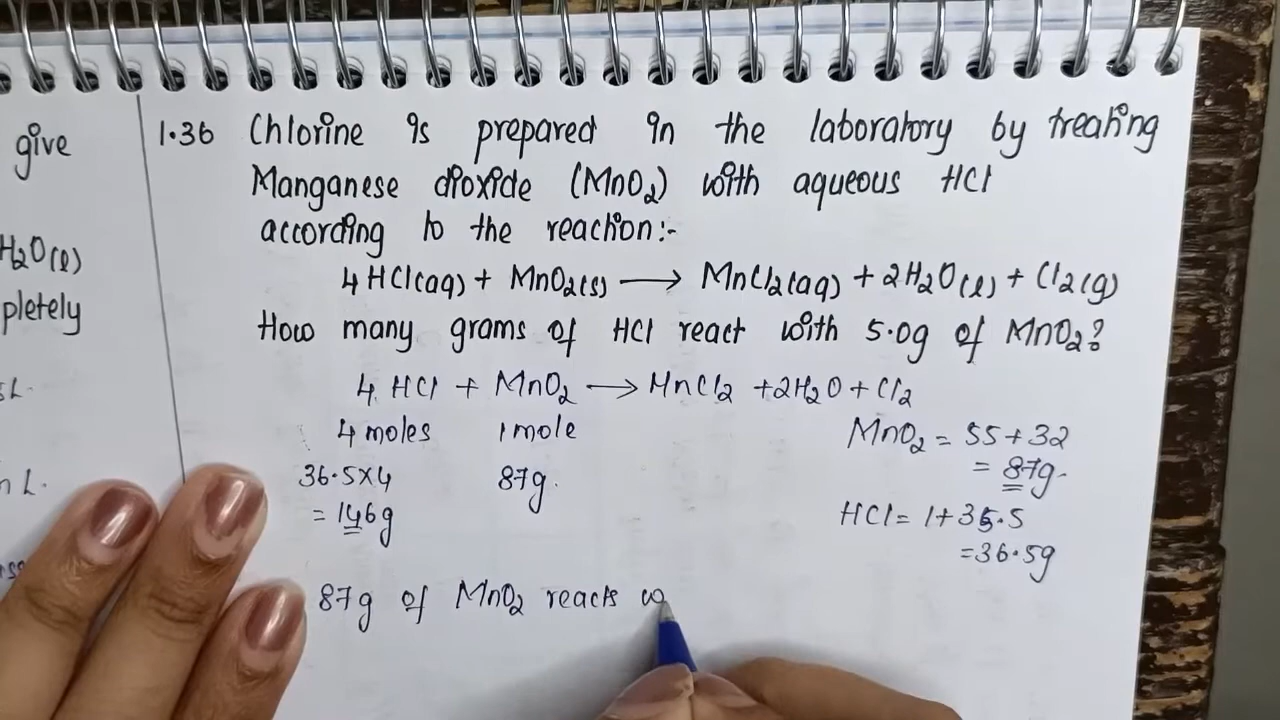 give
H₂O(l)
pletely
L.
L.
1.36 Chlorine is prepared in the laboratory by treating
Manganese dioxide (MnO₂) with aqueous HCl
according to the reaction:-
4HCl(aq) + MnO₂(s) ⟶ MnCl₂(aq) + 2H₂O(l) + Cl₂(g)
How many grams of HCl react with 5.0g of MnO₂?
4 HCl + MnO₂ ⟶ MnCl₂ + 2H₂O + Cl₂
4 moles 1 mole
36.5×4 87g.
= 146g
MnO₂ = 55+32
= 87g.
HCl = 1+35.5
=36.5g
87g of MnO₂ reacts